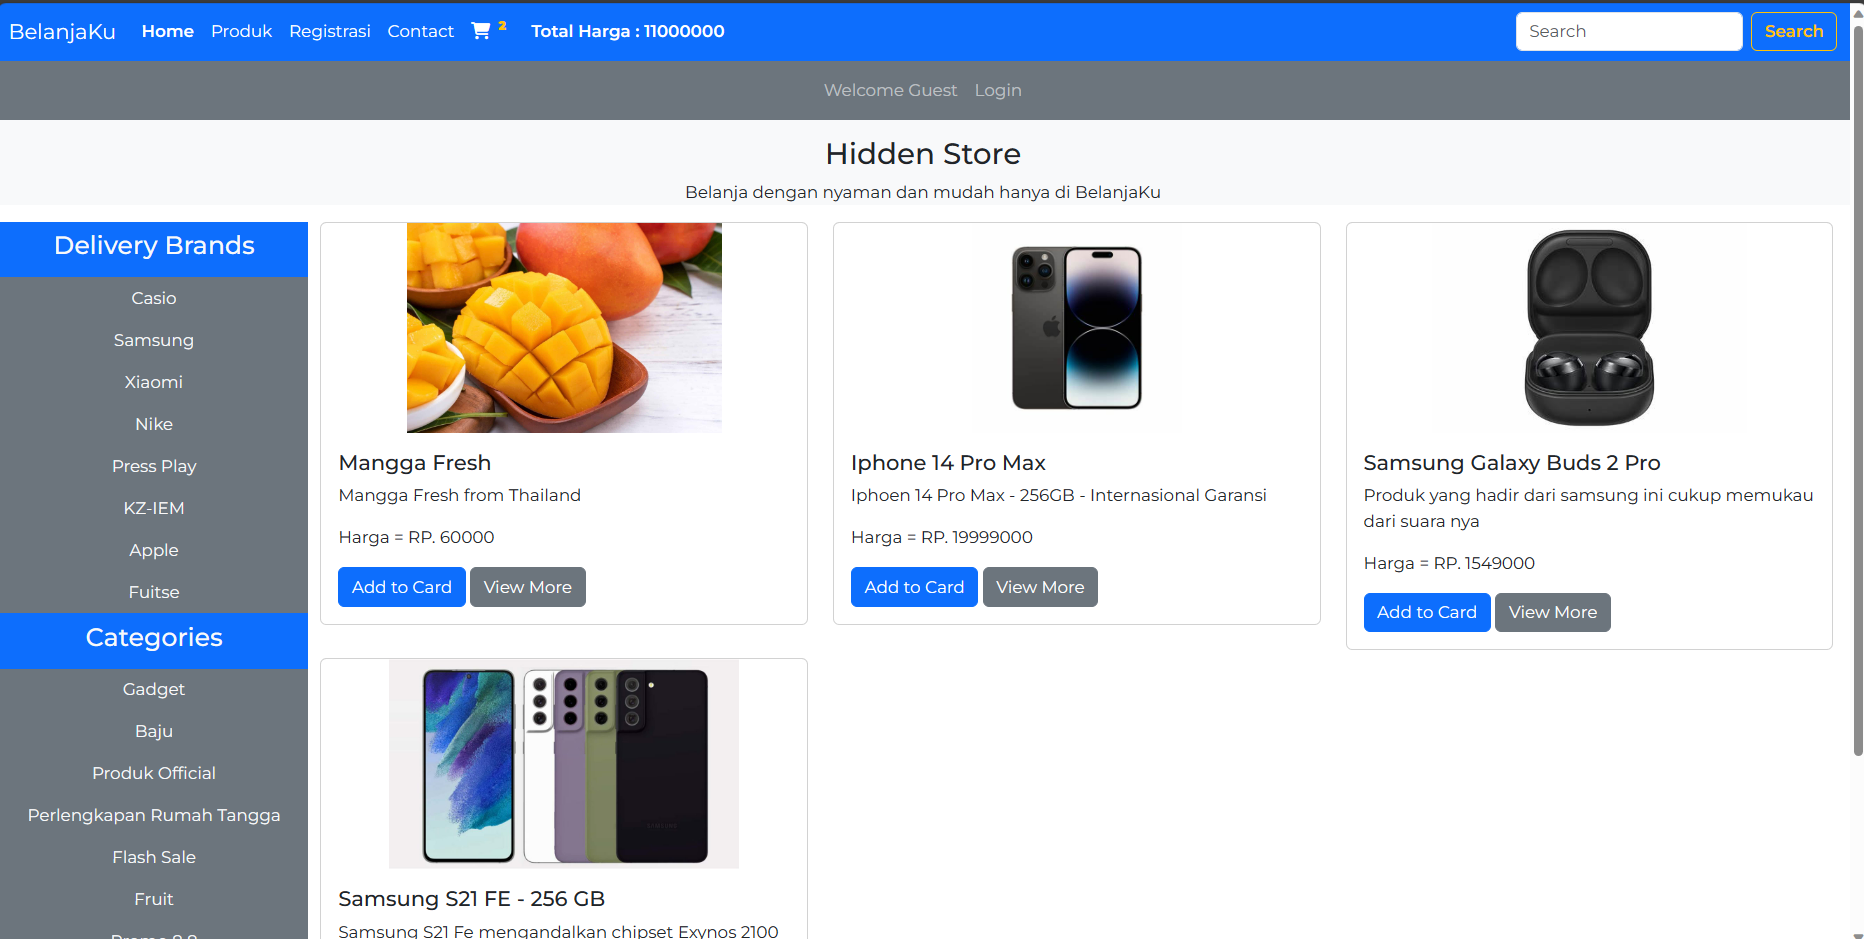 BelanjaKu Home Produk Registrasi Contact 2 Total Harga : 11000000 Search Search
Welcome Guest Login
Hidden Store
Belanja dengan nyaman dan mudah hanya di BelanjaKu
Delivery Brands
Casio
Samsung
Xiaomi
Nike
Press Play
KZ-IEM
Apple
Fuitse
Categories
Gadget
Baju
Produk Official
Perlengkapan Rumah Tangga
Flash Sale
Fruit
Mangga Fresh
Mangga Fresh from Thailand
Harga = RP. 60000
Add to Card View More
Iphone 14 Pro Max
Iphoen 14 Pro Max - 256GB - Internasional Garansi
Harga = RP. 19999000
Add to Card View More
Samsung Galaxy Buds 2 Pro
Produk yang hadir dari samsung ini cukup memukau
dari suara nya
Harga = RP. 1549000
Add to Card View More
Samsung S21 FE - 256 GB
Samsung S21 Fe mengandalkan chipset Exynos 2100